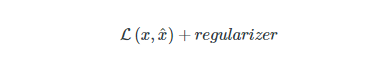 ℒ (x, x̂) + regularizer